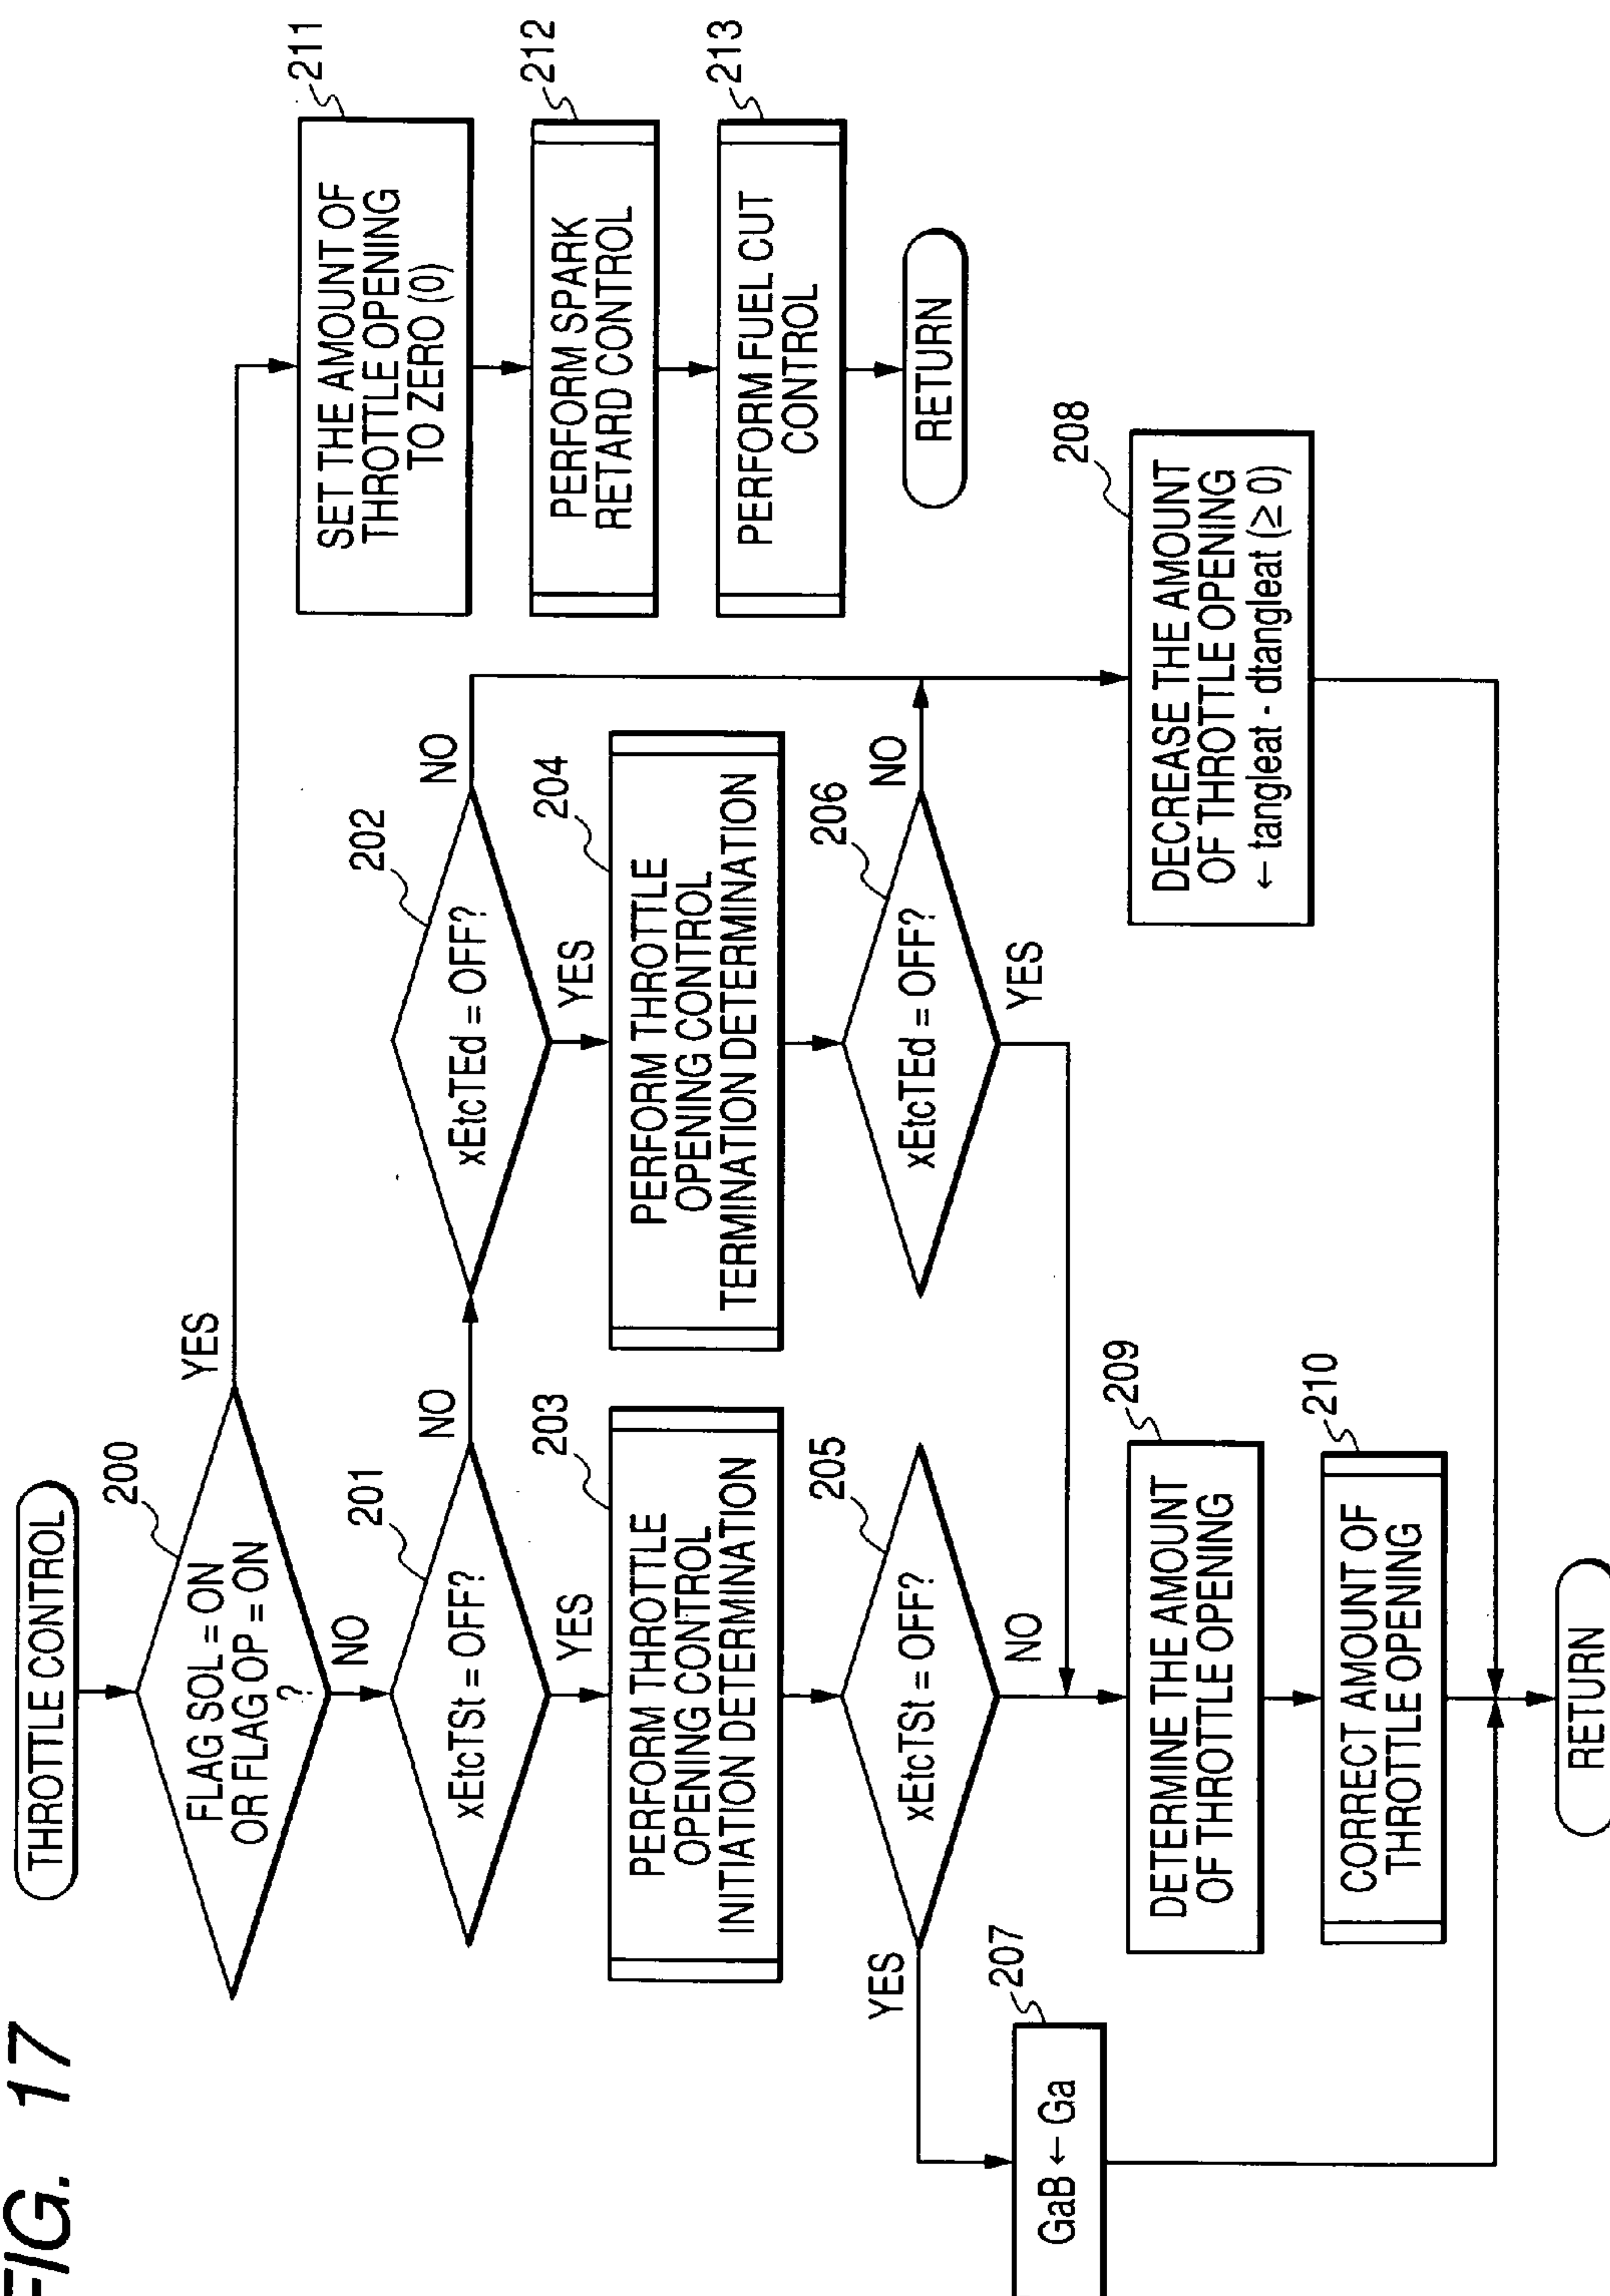 FIG. 17
THROTTLE CONTROL
200
FLAG SOL = ON
OR FLAG OP = ON
?
YES
NO
201
xEtcTSt = OFF?
NO
YES
202
xEtcTEd = OFF?
NO
YES
211
SET THE AMOUNT OF
THROTTLE OPENING
TO ZERO (0)
212
PERFORM SPARK
RETARD CONTROL
213
PERFORM FUEL CUT
CONTROL
RETURN
203
PERFORM THROTTLE
OPENING CONTROL
INITIATION DETERMINATION
204
PERFORM THROTTLE
OPENING CONTROL
TERMINATION DETERMINATION
205
xEtcTSt = OFF?
YES
NO
206
xEtcTEd = OFF?
NO
YES
207
GaB ← Ga
209
DETERMINE THE AMOUNT
OF THROTTLE OPENING
208
DECREASE THE AMOUNT
OF THROTTLE OPENING
← tangleat - dtangleat (≥ 0)
210
CORRECT AMOUNT OF
THROTTLE OPENING
RETURN